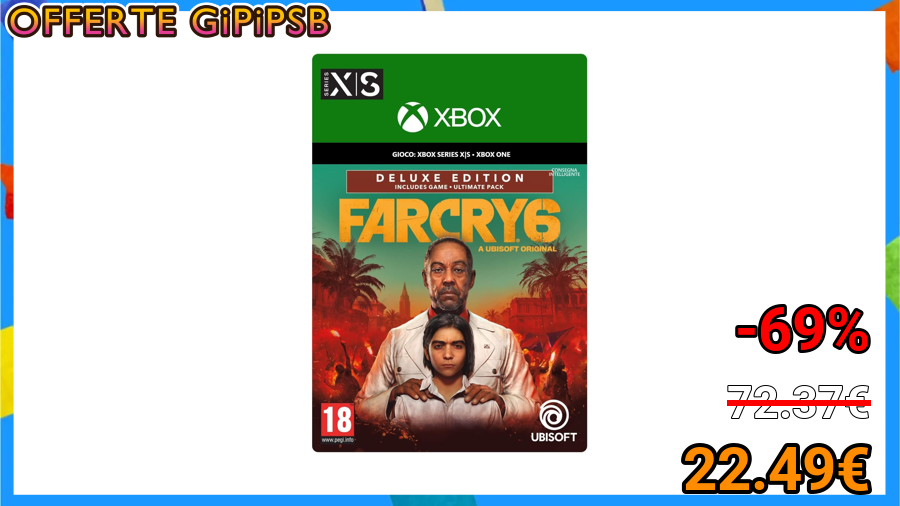 OFFERTE GiPiPSB
SERIES X|S
XBOX
GIOCO: XBOX SERIES X|S • XBOX ONE
CONSEGNA
INTELLIGENTE
DELUXE EDITION
INCLUDES GAME • ULTIMATE PACK
FARCRY6
A UBISOFT ORIGINAL
-69%
72.37€
18
www.pegi.info
UBISOFT
22.49€